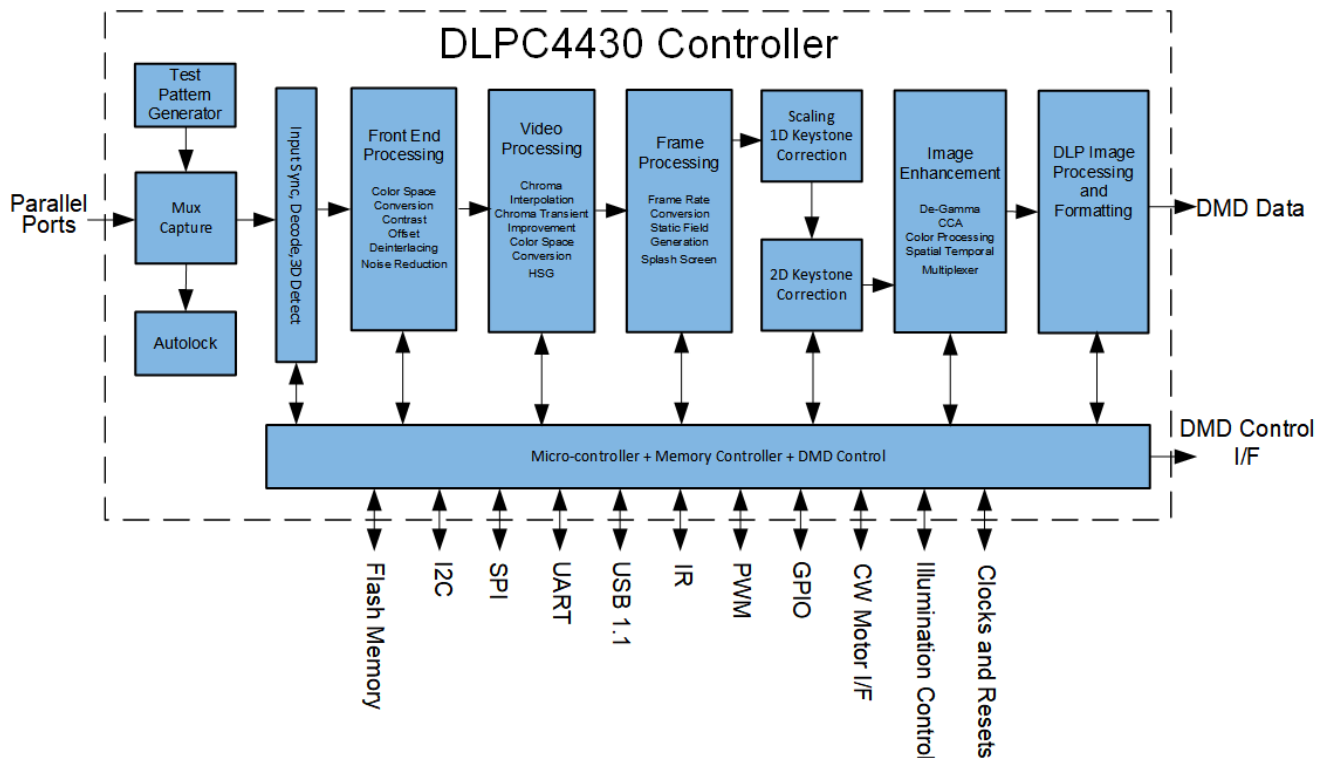 DLPC4430 Controller
Test
Pattern
Generator
Parallel
Ports
Mux
Capture
Autolock
Input Sync, Decode,3D Detect
Front End
Processing
Color Space
Conversion
Contrast
Offset
Deinterlacing
Noise Reduction
Video
Processing
Chroma
Interpolation
Chroma Transient
Improvement
Color Space
Conversion
HSG
Frame
Processing
Frame Rate
Conversion
Static Field
Generation
Splash Screen
Scaling
1D Keystone
Correction
2D Keystone
Correction
Image
Enhancement
De-Gamma
CCA
Color Processing
Spatial Temporal
Multiplexer
DLP Image
Processing
and
Formatting
DMD Data
Micro-controller + Memory Controller + DMD Control
DMD Control
I/F
Flash Memory
I2C
SPI
UART
USB 1.1
IR
PWM
GPIO
CW Motor I/F
Illumination Control
Clocks and Resets